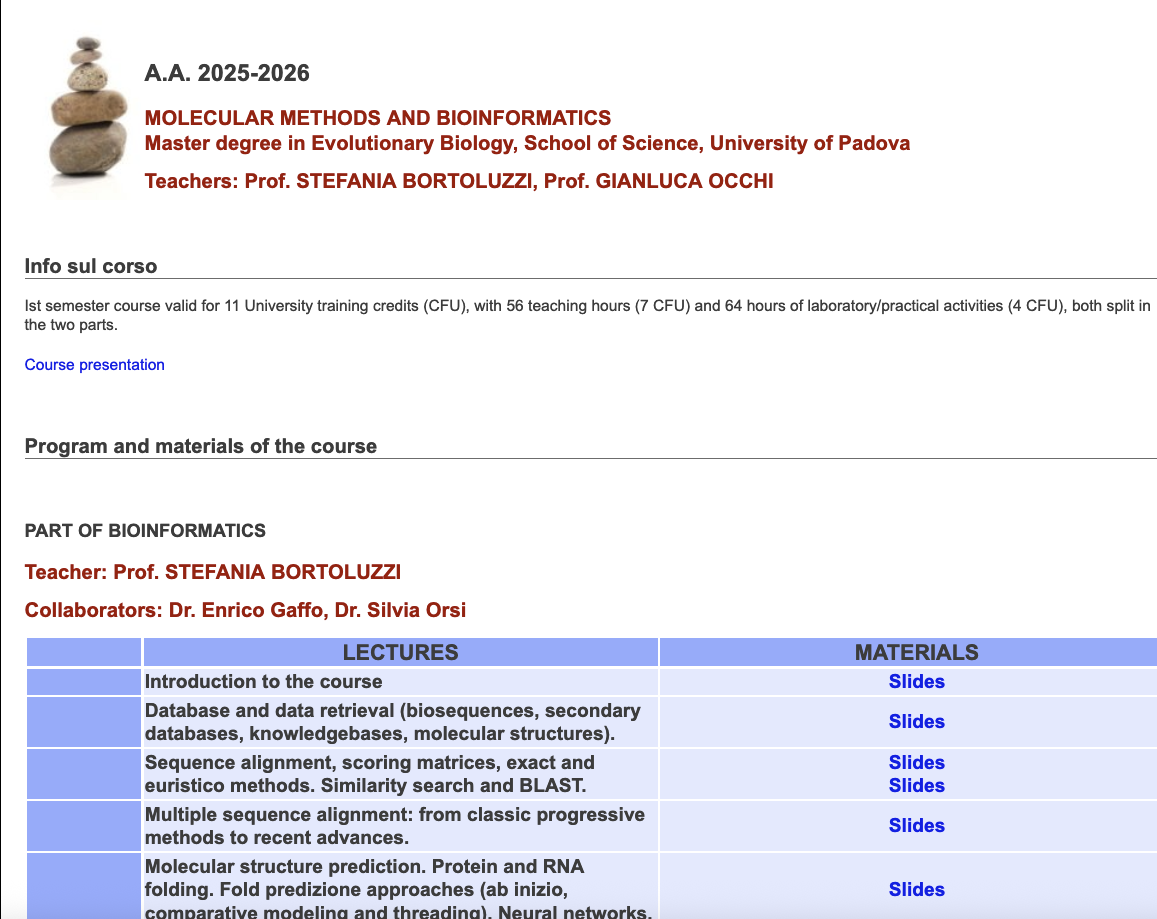 A.A. 2025-2026
MOLECULAR METHODS AND BIOINFORMATICS
Master degree in Evolutionary Biology, School of Science, University of Padova
Teachers: Prof. STEFANIA BORTOLUZZI, Prof. GIANLUCA OCCHI
Info sul corso
Ist semester course valid for 11 University training credits (CFU), with 56 teaching hours (7 CFU) and 64 hours of laboratory/practical activities (4 CFU), both split in
the two parts.
Course presentation
Program and materials of the course
PART OF BIOINFORMATICS
Teacher: Prof. STEFANIA BORTOLUZZI
Collaborators: Dr. Enrico Gaffo, Dr. Silvia Orsi
LECTURES MATERIALS
Introduction to the course Slides
Database and data retrieval (biosequences, secondary
databases, knowledgebases, molecular structures).
Slides
Sequence alignment, scoring matrices, exact and
euristico methods. Similarity search and BLAST.
Slides
Slides
Multiple sequence alignment: from classic progressive
methods to recent advances.
Slides
Molecular structure prediction. Protein and RNA
folding. Fold predizione approaches (ab inizio,
comparative modeling and threading). Neural networks.
Slides